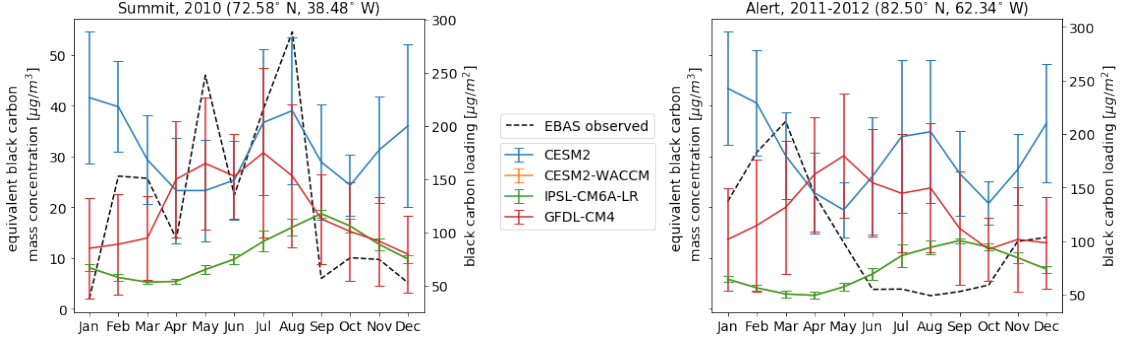 Summit, 2010 (72.58° N, 38.48° W)
equivalent black carbon
mass concentration [μg/m³]
0
10
20
30
40
50
Jan Feb Mar Apr May Jun Jul Aug Sep Oct Nov Dec
50
100
150
200
250
300
black carbon loading [μg/m²]
EBAS observed
CESM2
CESM2-WACCM
IPSL-CM6A-LR
GFDL-CM4
Alert, 2011-2012 (82.50° N, 62.34° W)
equivalent black carbon
mass concentration [μg/m³]
Jan Feb Mar Apr May Jun Jul Aug Sep Oct Nov Dec
50
100
150
200
250
300
black carbon loading [μg/m²]